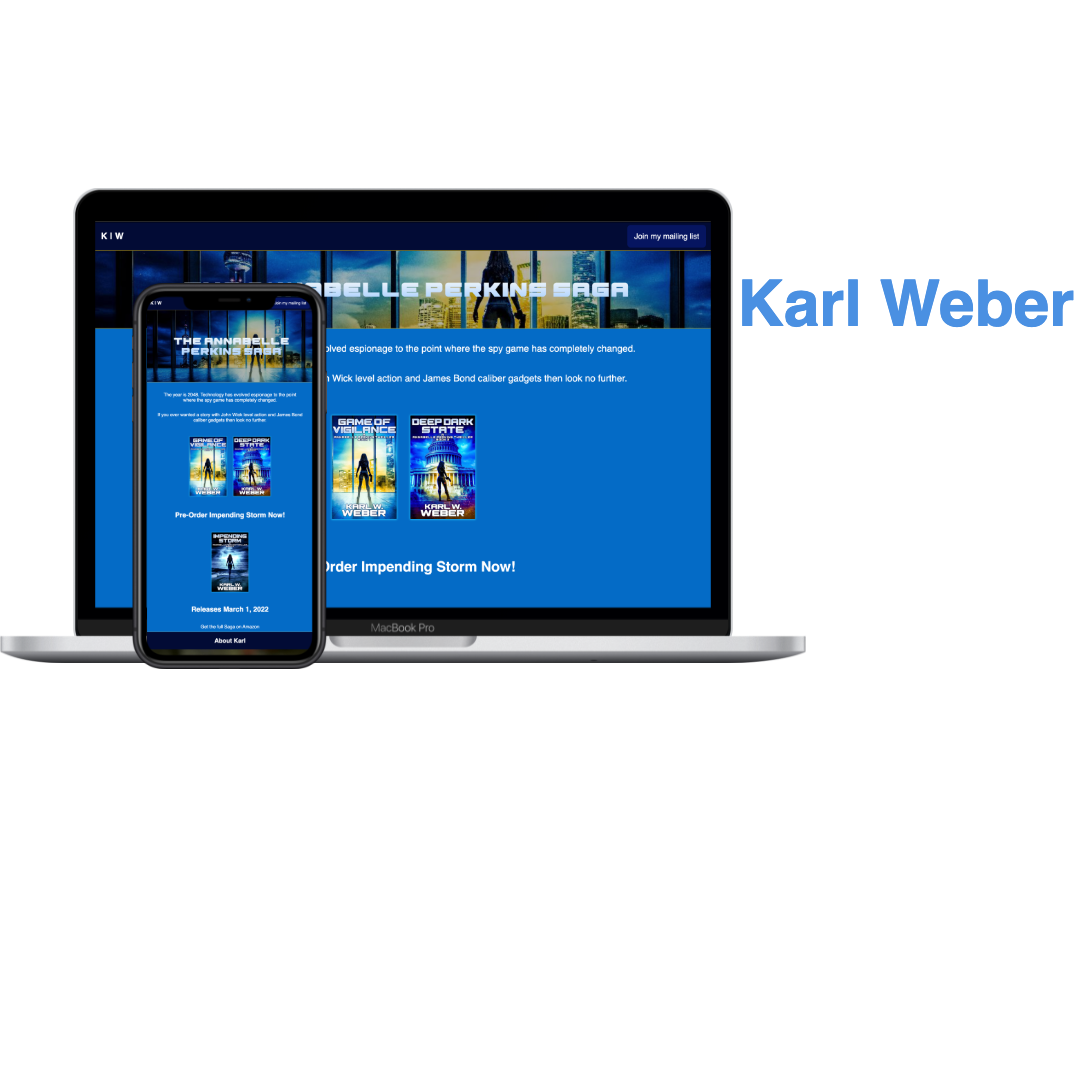 K | W
Join my mailing list
ABELLE PERKINS SAGA
olved espionage to the point where the spy game has completely changed.
Wick level action and James Bond caliber gadgets then look no further.
GAME OF
VIGILANCE
KARL W.
WEBER
DEEP DARK
STATE
KARL W.
WEBER
Order Impending Storm Now!
MacBook Pro
K | W
Join my mailing list
THE ANNABELLE
PERKINS SAGA
The year is 2049. Technology has evolved espionage to the point
where the spy game has completely changed.
If you ever wanted a story with John Wick level action and James Bond
caliber gadgets then look no further.
GAME OF
VIGILANCE
KARL W.
WEBER
DEEP DARK
STATE
KARL W.
WEBER
Pre-Order Impending Storm Now!
IMPENDING
STORM
KARL W.
WEBER
Releases March 1, 2022
Get the full Saga on Amazon
About Karl
Karl Weber